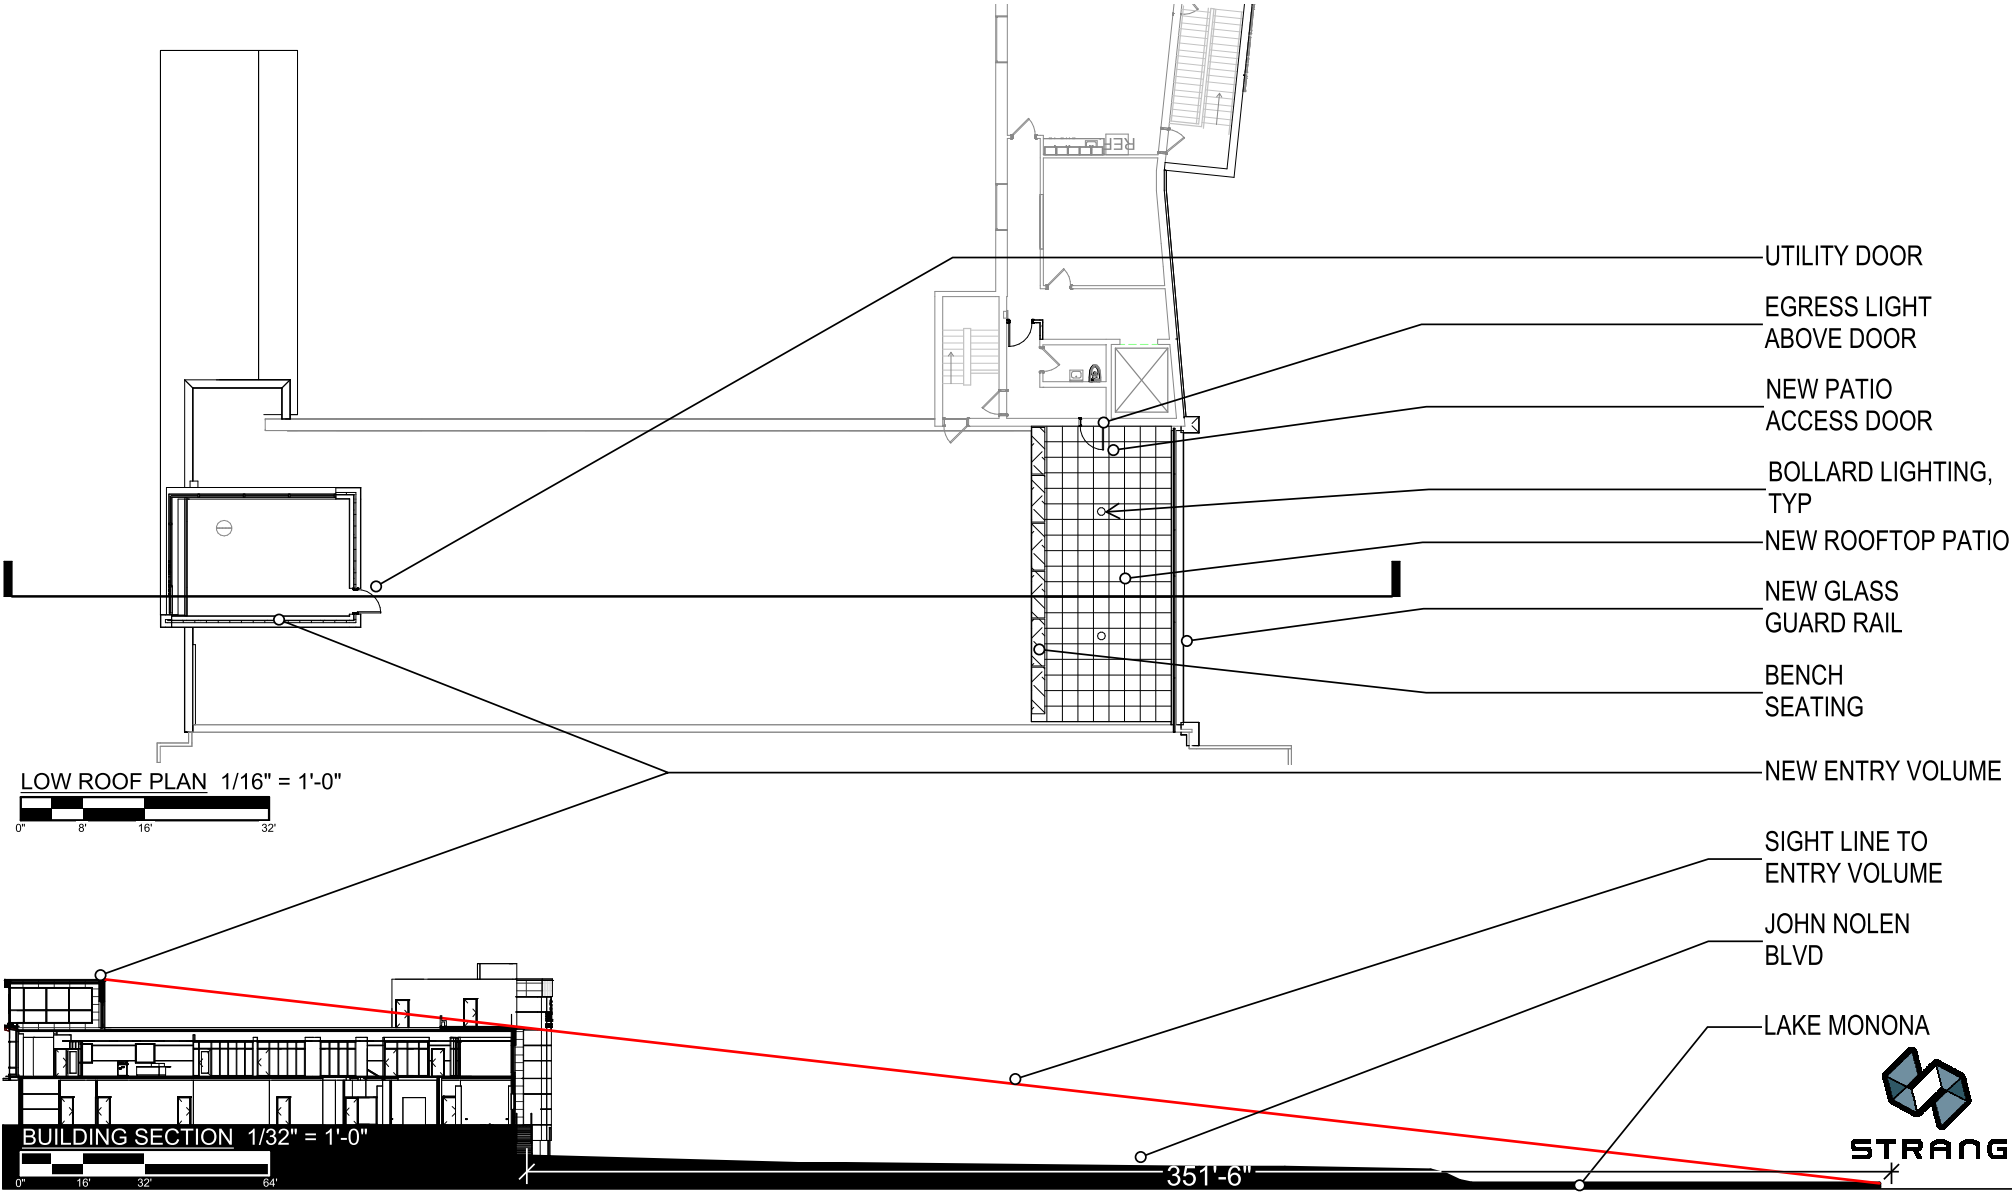 REF
UTILITY DOOR
EGRESS LIGHT
ABOVE DOOR
NEW PATIO
ACCESS DOOR
BOLLARD LIGHTING,
TYP
NEW ROOFTOP PATIO
NEW GLASS
GUARD RAIL
BENCH
SEATING
NEW ENTRY VOLUME
LOW ROOF PLAN 1/16" = 1'-0"
0" 8' 16' 32'
SIGHT LINE TO
ENTRY VOLUME
JOHN NOLEN
BLVD
LAKE MONONA
BUILDING SECTION 1/32" = 1'-0"
0" 16' 32' 64'
351'-6"
STRANG